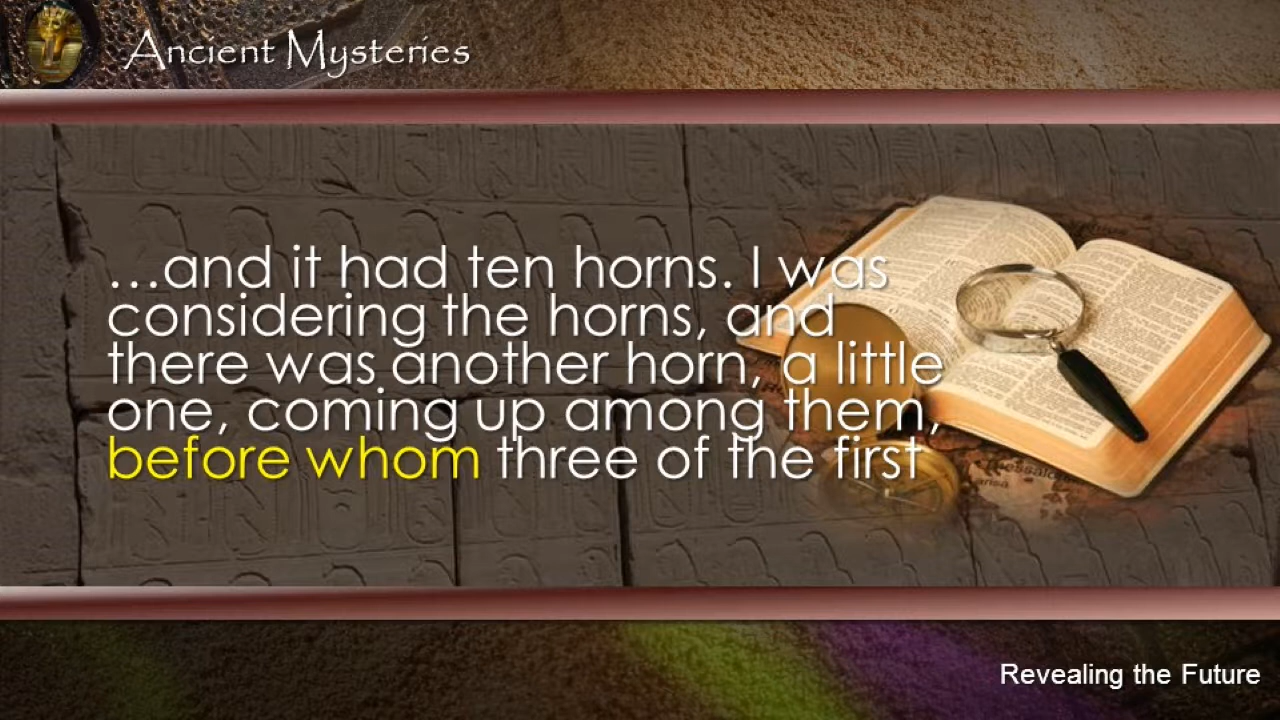 Ancient Mysteries
…and it had ten horns. I was
considering the horns, and
there was another horn, a little
one, coming up among them,
before whom three of the first
Revealing the Future